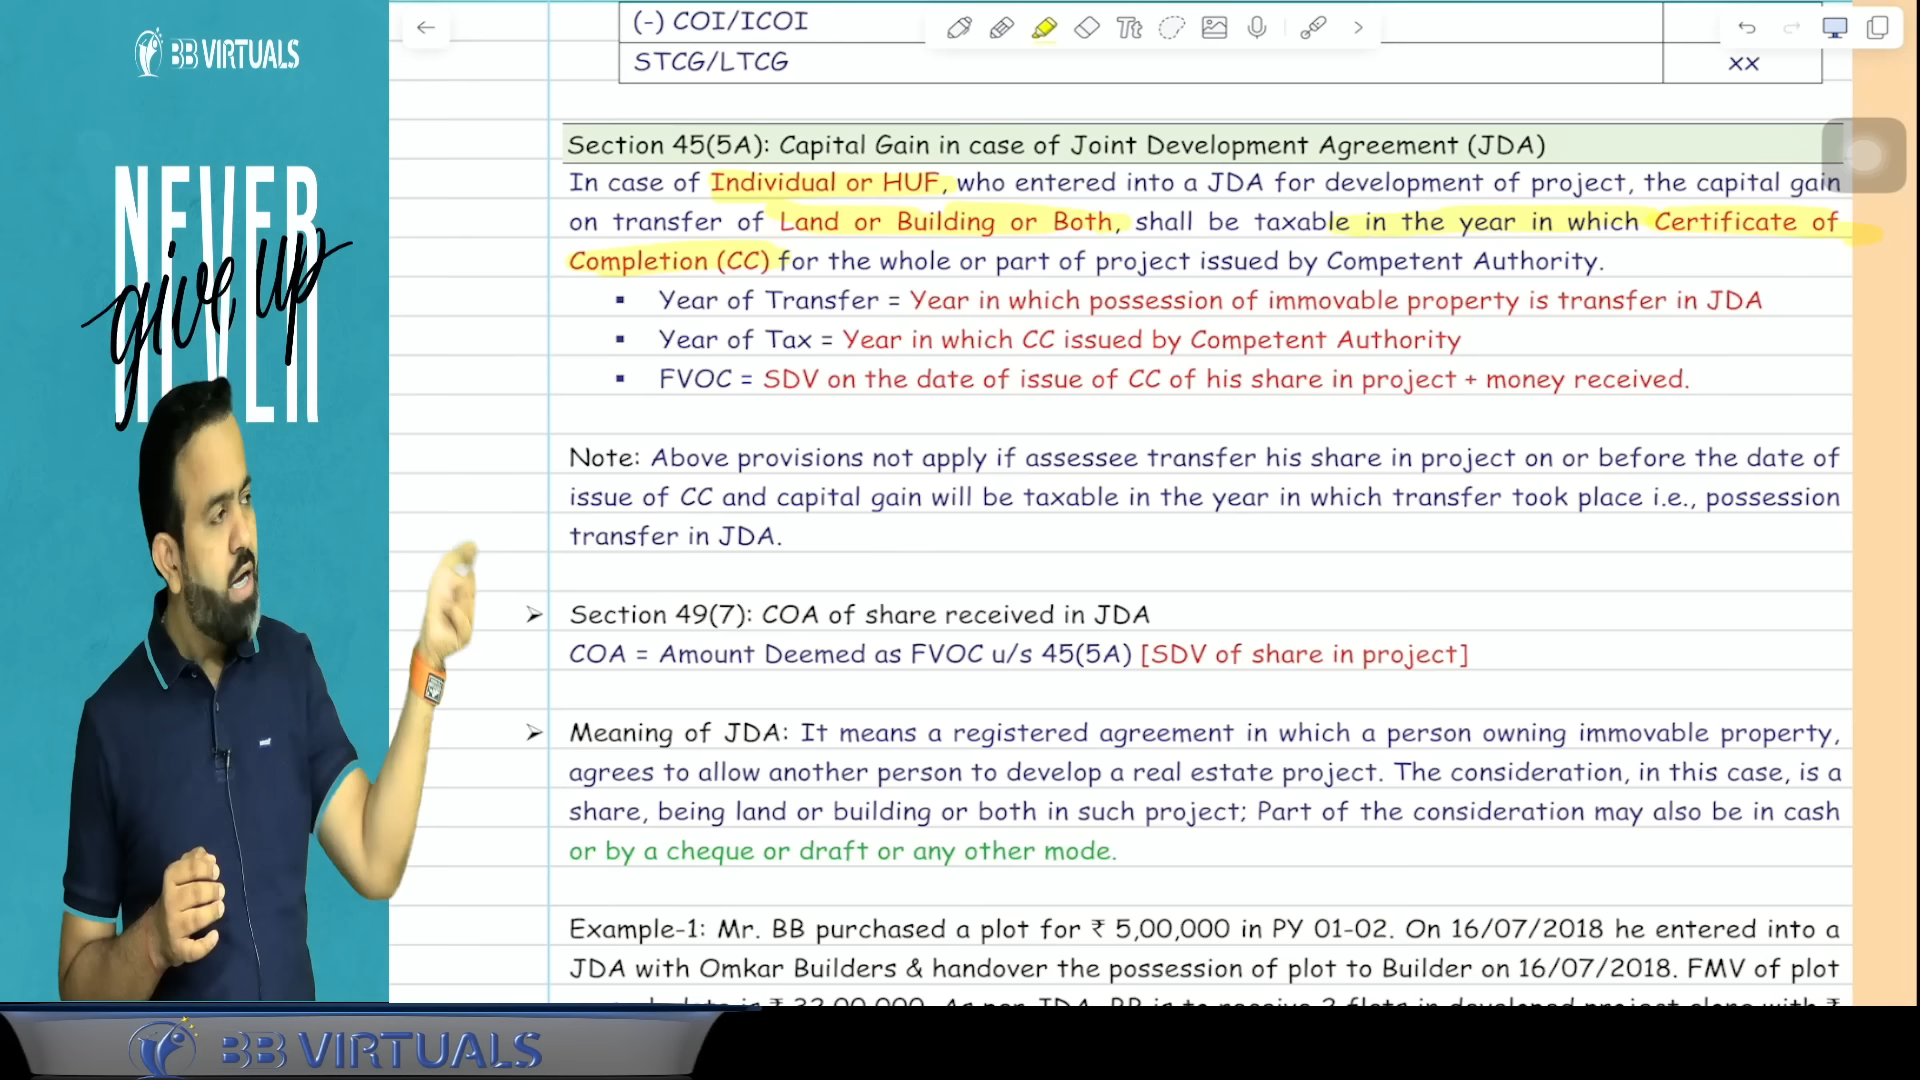 BB VIRTUALS
NEVER
give up
NEVER
(-) COI/ICOI
STCG/LTCG xx
Section 45(5A): Capital Gain in case of Joint Development Agreement (JDA)
In case of Individual or HUF, who entered into a JDA for development of project, the capital gain
on transfer of Land or Building or Both, shall be taxable in the year in which Certificate of
Completion (CC) for the whole or part of project issued by Competent Authority.
▪ Year of Transfer = Year in which possession of immovable property is transfer in JDA
▪ Year of Tax = Year in which CC issued by Competent Authority
▪ FVOC = SDV on the date of issue of CC of his share in project + money received.
Note: Above provisions not apply if assessee transfer his share in project on or before the date of
issue of CC and capital gain will be taxable in the year in which transfer took place i.e., possession
transfer in JDA.
➢ Section 49(7): COA of share received in JDA
COA = Amount Deemed as FVOC u/s 45(5A) [SDV of share in project]
➢ Meaning of JDA: It means a registered agreement in which a person owning immovable property,
agrees to allow another person to develop a real estate project. The consideration, in this case, is a
share, being land or building or both in such project; Part of the consideration may also be in cash
or by a cheque or draft or any other mode.
Example-1: Mr. BB purchased a plot for ₹ 5,00,000 in PY 01-02. On 16/07/2018 he entered into a
JDA with Omkar Builders & handover the possession of plot to Builder on 16/07/2018. FMV of plot
BB VIRTUALS